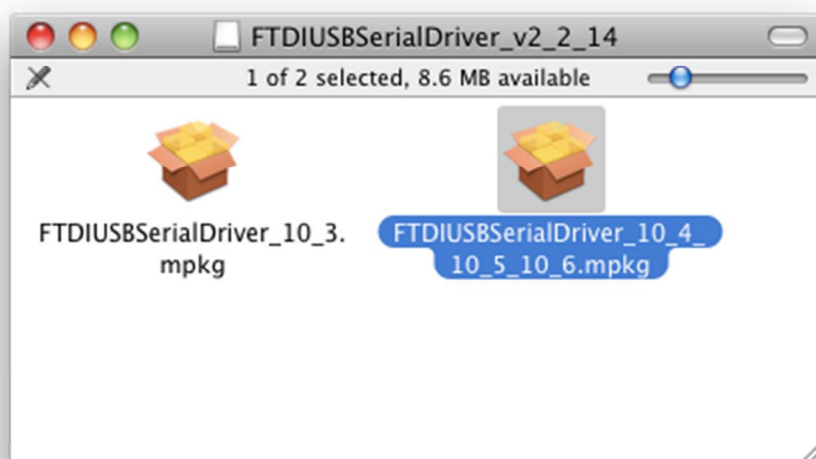 FTDIUSBSerialDriver_v2_2_14
1 of 2 selected, 8.6 MB available
FTDIUSBSerialDriver_10_3.
mpkg
FTDIUSBSerialDriver_10_4_
10_5_10_6.mpkg